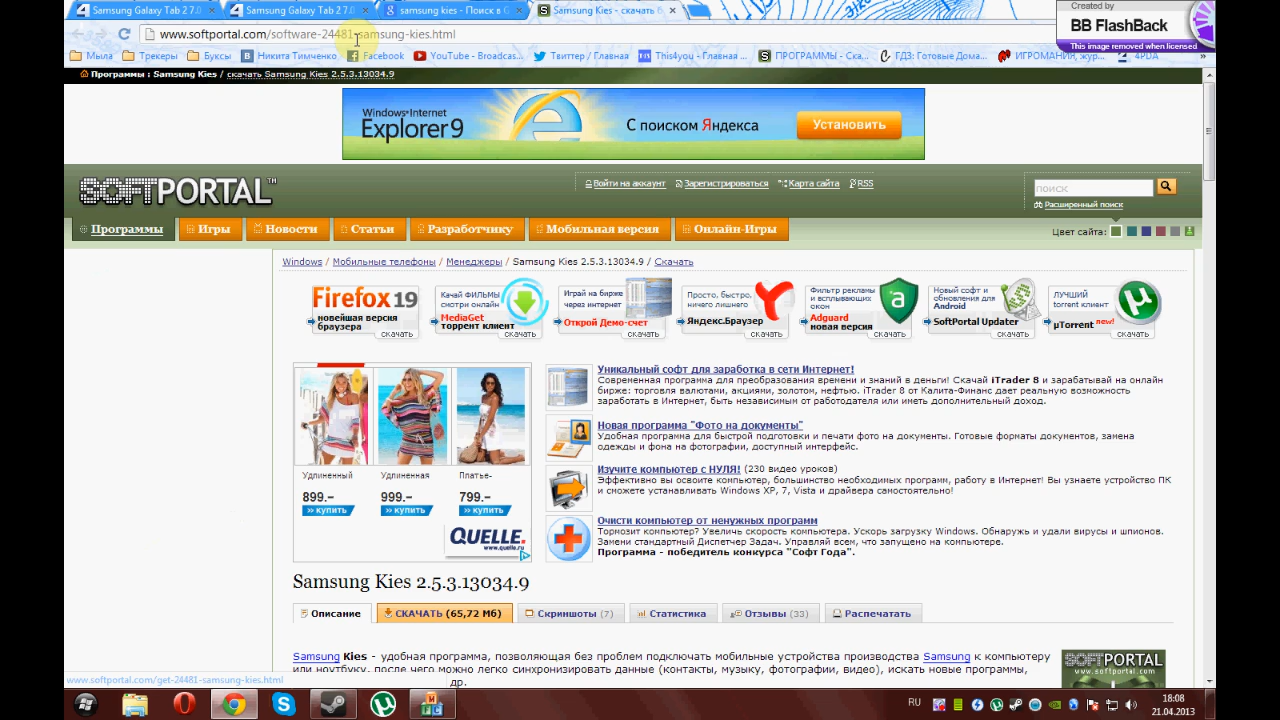 Samsung Galaxy Tab 2 7.0
Samsung Galaxy Tab 2 7.0
samsung kies - Поиск в G
Samsung Kies - скачать б
Created by
BB FlashBack
This image removed when licensed
www.softportal.com/software-24481-samsung-kies.html
Мыла
Трекеры
Буксы
Никита Тимченко
Facebook
YouTube - Broadcas...
Твиттер / Главная
This4you - Главная ...
ПРОГРАММЫ - Ска...
ГДЗ: Готовые Дома...
ИГРОМАНИЯ, жур...
4PDA
Программы : Samsung Kies / скачать Samsung Kies 2.5.3.13034.9
Windows Internet
Explorer 9
С поиском Яндекса
Установить
SOFTPORTAL™
Войти на аккаунт
Зарегистрироваться
Карта сайта
RSS
поиск
Расширенный поиск
Программы
Игры
Новости
Статьи
Разработчику
Мобильная версия
Онлайн-Игры
Цвет сайта:
Windows / Мобильные телефоны / Менеджеры / Samsung Kies 2.5.3.13034.9 / Скачать
Firefox 19
новейшая версия
браузера
скачать
Качай ФИЛЬМЫ
смотри онлайн
MediaGet
торрент клиент
скачать
Играй на бирже
через интернет
Открой Демо-счет
скачать
Просто, быстро,
ничего лишнего
Яндекс.Браузер
скачать
Фильтр рекламы
и всплывающих
окон
Adguard
новая версия
скачать
Новый софт и
обновления для
Android
SoftPortal Updater
скачать
ЛУЧШИЙ
torrent клиент
µTorrent new!
скачать
Удлиненный
899.–
» купить
Удлиненная
999.–
» купить
Платье-
799.–
» купить
QUELLE.
www.quelle.ru
Уникальный софт для заработка в сети Интернет!
Современная программа для преобразования времени и знаний в деньги! Скачай iTrader 8 и зарабатывай на онлайн
бирже: торговля валютами, акциями, золотом, нефтью. iTrader 8 от Калита-Финанс дает реальную возможность
заработать в Интернет, быть независимым от работодателя или иметь дополнительный доход.
Новая программа "Фото на документы"
Удобная программа для быстрой подготовки и печати фото на документы. Готовые форматы документов, замена
одежды и фона на фотографии, доступный интерфейс.
Изучите компьютер с НУЛЯ! (230 видео уроков)
Эффективно вы освоите компьютер, большинство необходимых программ, работу в Интернет! Вы узнаете устройство ПК
и сможете устанавливать Windows XP, 7, Vista и драйвера самостоятельно!
Очисти компьютер от ненужных программ
Тормозит компьютер? Увеличь скорость компьютера. Ускорь загрузку Windows. Обнаружь и удали вирусы и шпионов.
Замени стандартный Диспетчер Задач. Управляй всем, что запущено на компьютере.
Программа - победитель конкурса "Софт Года".
Samsung Kies 2.5.3.13034.9
Описание
СКАЧАТЬ (65,72 Мб)
Скриншоты (7)
Статистика
Отзывы (33)
Распечатать
Samsung Kies - удобная программа, позволяющая без проблем подключать мобильные устройства производства Samsung к компьютеру
или ноутбуку, после чего можно легко синхронизировать данные (контакты, музыку, фотографии, видео), искать новые программы,
др.
SOFTPORTAL
www.softportal.com
www.softportal.com/get-24481-samsung-kies.html
RU
18:08
21.04.2013